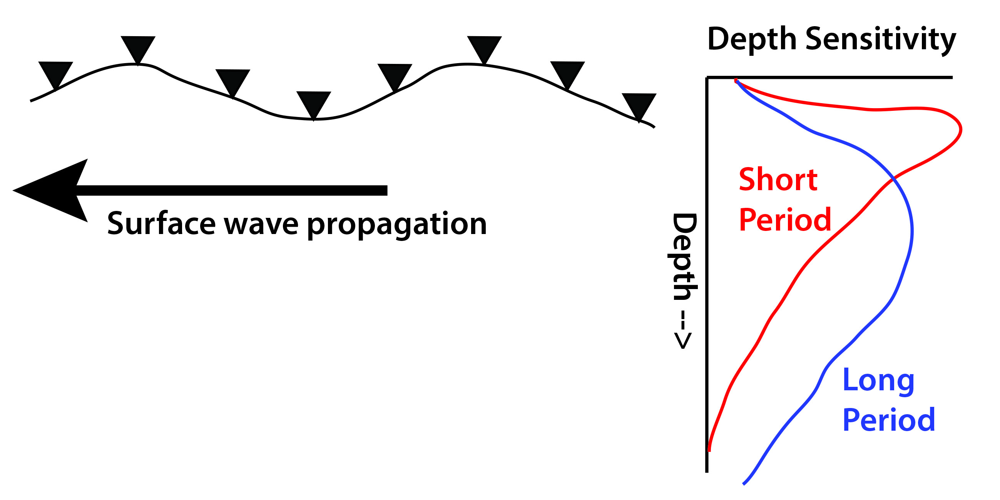 Depth Sensitivity
Surface wave propagation
Depth -->
Short
Period
Long
Period